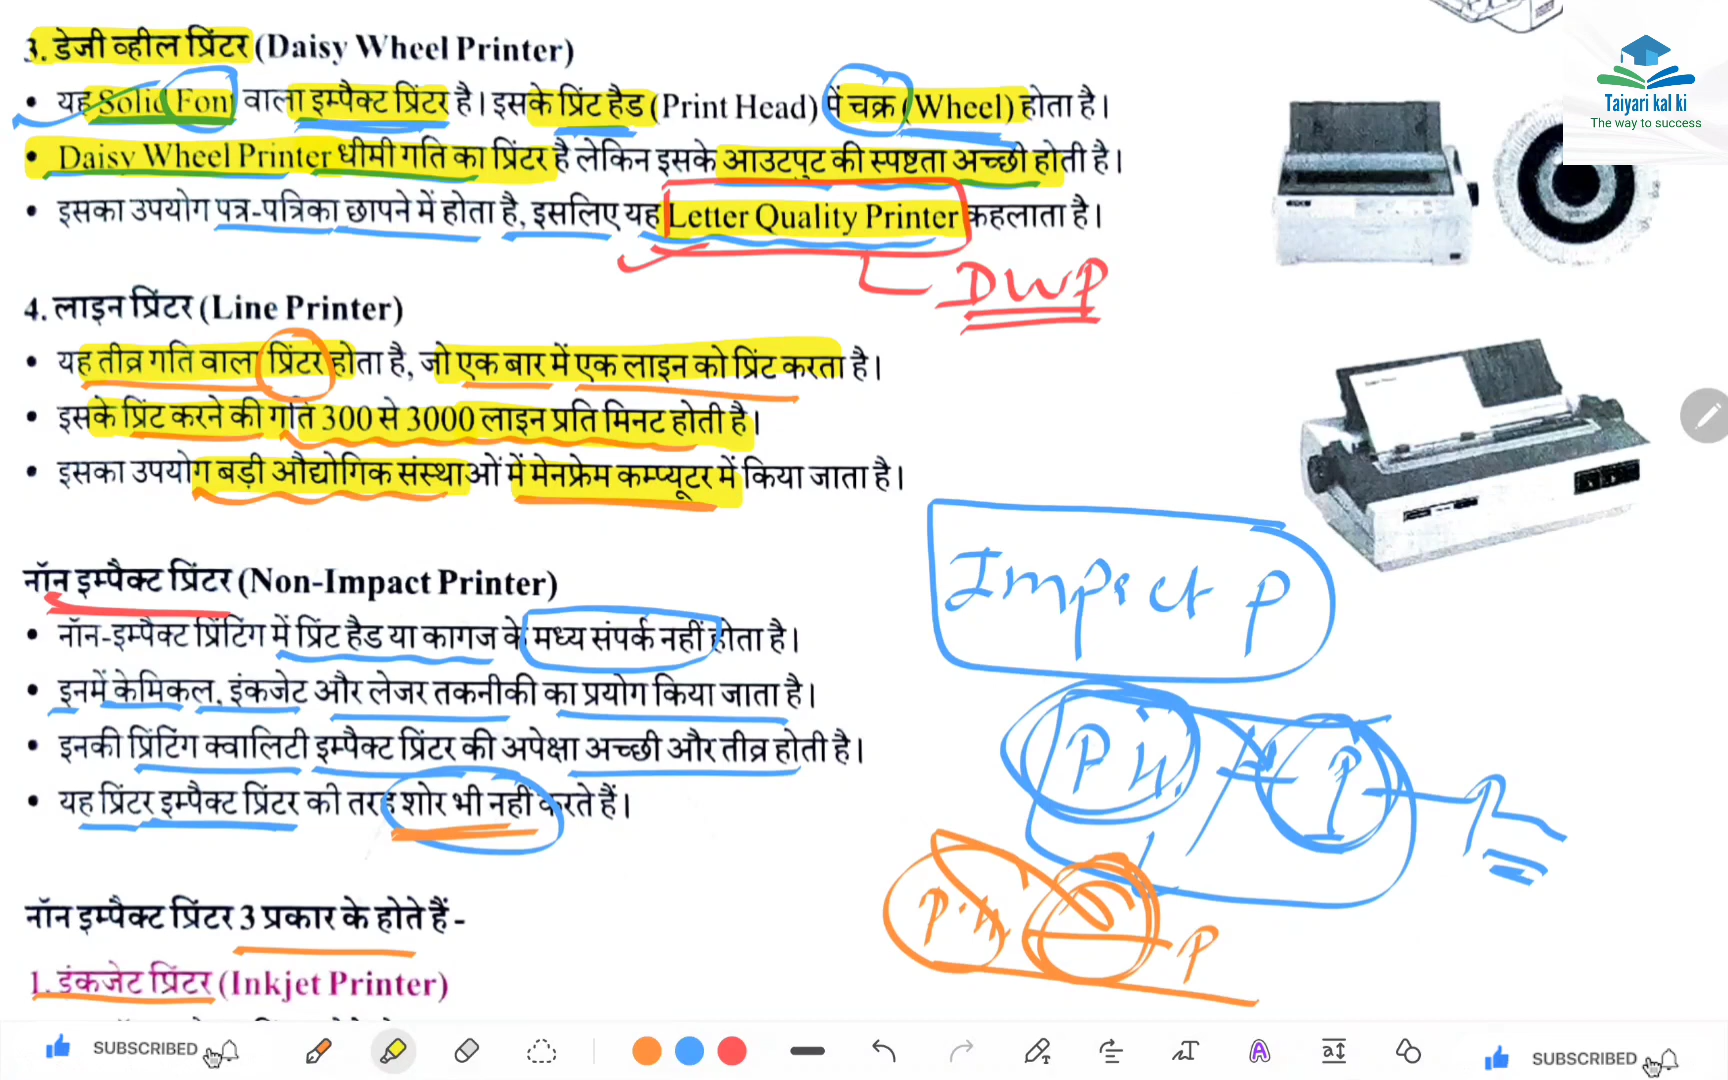 3. डेजी व्हील प्रिंटर (Daisy Wheel Printer)
• यह Solid Font वाला इम्पैक्ट प्रिंटर है। इसके प्रिंट हैड (Print Head) में चक्र (Wheel) होता है।
• Daisy Wheel Printer धीमी गति का प्रिंटर है लेकिन इसके आउटपुट की स्पष्टता अच्छी होती है।
• इसका उपयोग पत्र-पत्रिका छापने में होता है, इसलिए यह Letter Quality Printer कहलाता है।
DWP
4. लाइन प्रिंटर (Line Printer)
• यह तीव्र गति वाला प्रिंटर होता है, जो एक बार में एक लाइन को प्रिंट करता है।
• इसके प्रिंट करने की गति 300 से 3000 लाइन प्रति मिनट होती है।
• इसका उपयोग बड़ी औद्योगिक संस्थाओं में मेनफ्रेम कम्प्यूटर में किया जाता है।
Impact P
नॉन इम्पैक्ट प्रिंटर (Non-Impact Printer)
• नॉन-इम्पैक्ट प्रिंटिंग में प्रिंट हैड या कागज के मध्य संपर्क नहीं होता है।
• इनमें केमिकल, इंकजेट और लेजर तकनीकी का प्रयोग किया जाता है।
• इनकी प्रिंटिंग क्वालिटी इम्पैक्ट प्रिंटर की अपेक्षा अच्छी और तीव्र होती है।
• यह प्रिंटर इम्पैक्ट प्रिंटर की तरह शोर भी नहीं करते हैं।
P.H. P
P.H P
नॉन इम्पैक्ट प्रिंटर 3 प्रकार के होते हैं -
1. इंकजेट प्रिंटर (Inkjet Printer)
Taiyari kal ki
The way to success
SUBSCRIBED
SUBSCRIBED